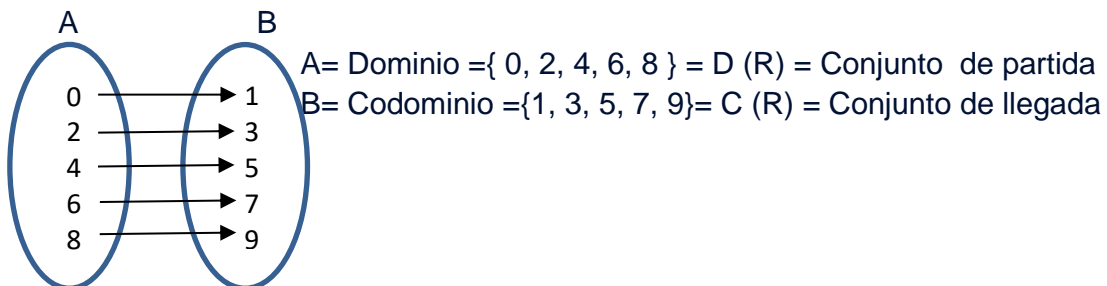 A B
A= Dominio ={ 0, 2, 4, 6, 8 } = D (R) = Conjunto de partida
B= Codominio ={1, 3, 5, 7, 9}= C (R) = Conjunto de llegada
0 1
2 3
4 5
6 7
8 9